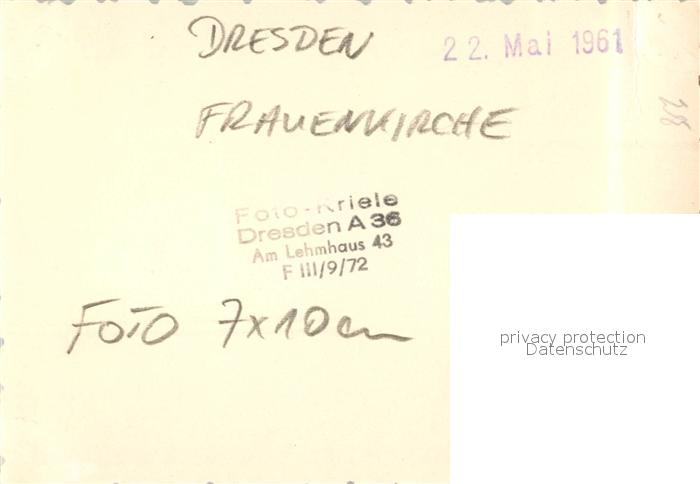 DRESDEN
22. Mai 1961
FRAUENKIRCHE
28
Foto-Kriele
Dresden A 36
Am Lehmhaus 43
F III/9/72
FOTO 7x10cm
privacy protection
Datenschutz